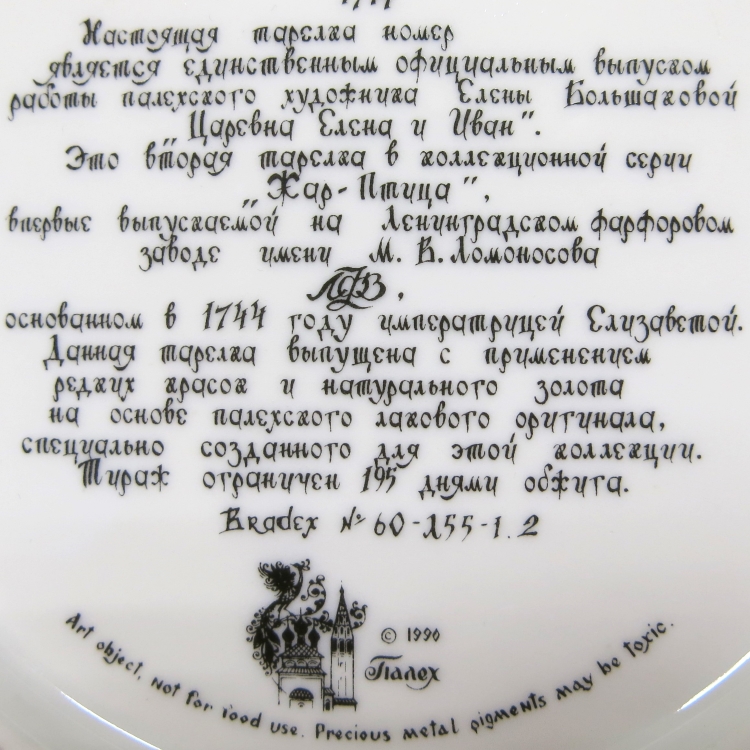 Настоящая тарелка номер
является единственным официальным выпуском
работы палехского художника Елены Большаковой
"Царевна Елена и Иван".
Это вторая тарелка в коллекционной серии
"Жар-Птица",
впервые выпускаемой на Ленинградском фарфоровом
заводе имени М. В. Ломоносова
ЛФЗ,
основанном в 1744 году императрицей Елизаветой.
Данная тарелка выпущена с применением
редких красок и натурального золота
на основе палехского лакового оригинала,
специально созданного для этой коллекции.
Тираж ограничен 195 днями обжига.
Bradex № 60-L55-1.2
© 1990
Палех
Art object, not for food use. Precious metal pigments may be toxic.